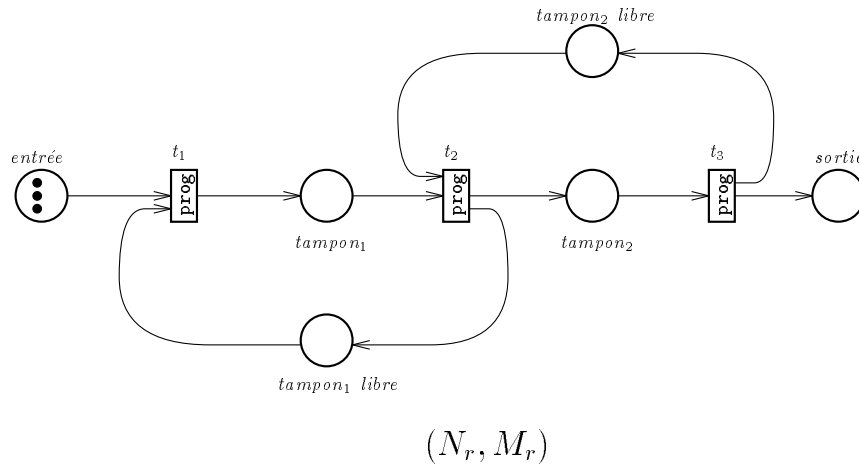 tampon₂ libre
entrée
t₁
t₂
t₃
sortie
prog
prog
prog
tampon₁
tampon₂
tampon₁ libre
(Nᵣ, Mᵣ)